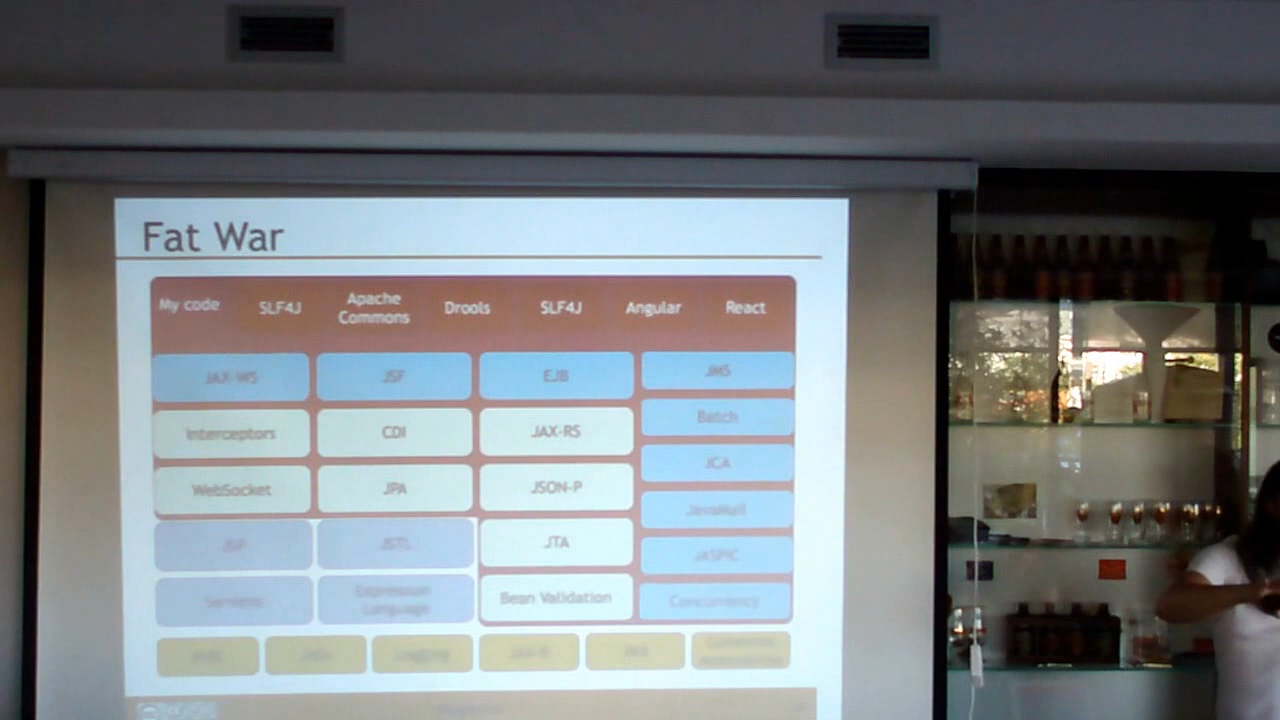 Fat War
My code SLF4J Apache Commons Drools SLF4J Angular React
JAX-WS JSF EJB JMS
Batch
Interceptors CDI JAX-RS
JCA
WebSocket JPA JSON-P
JavaMail
JSP JSTL JTA
JASPIC
Servlets Expression Language Bean Validation
Concurrency